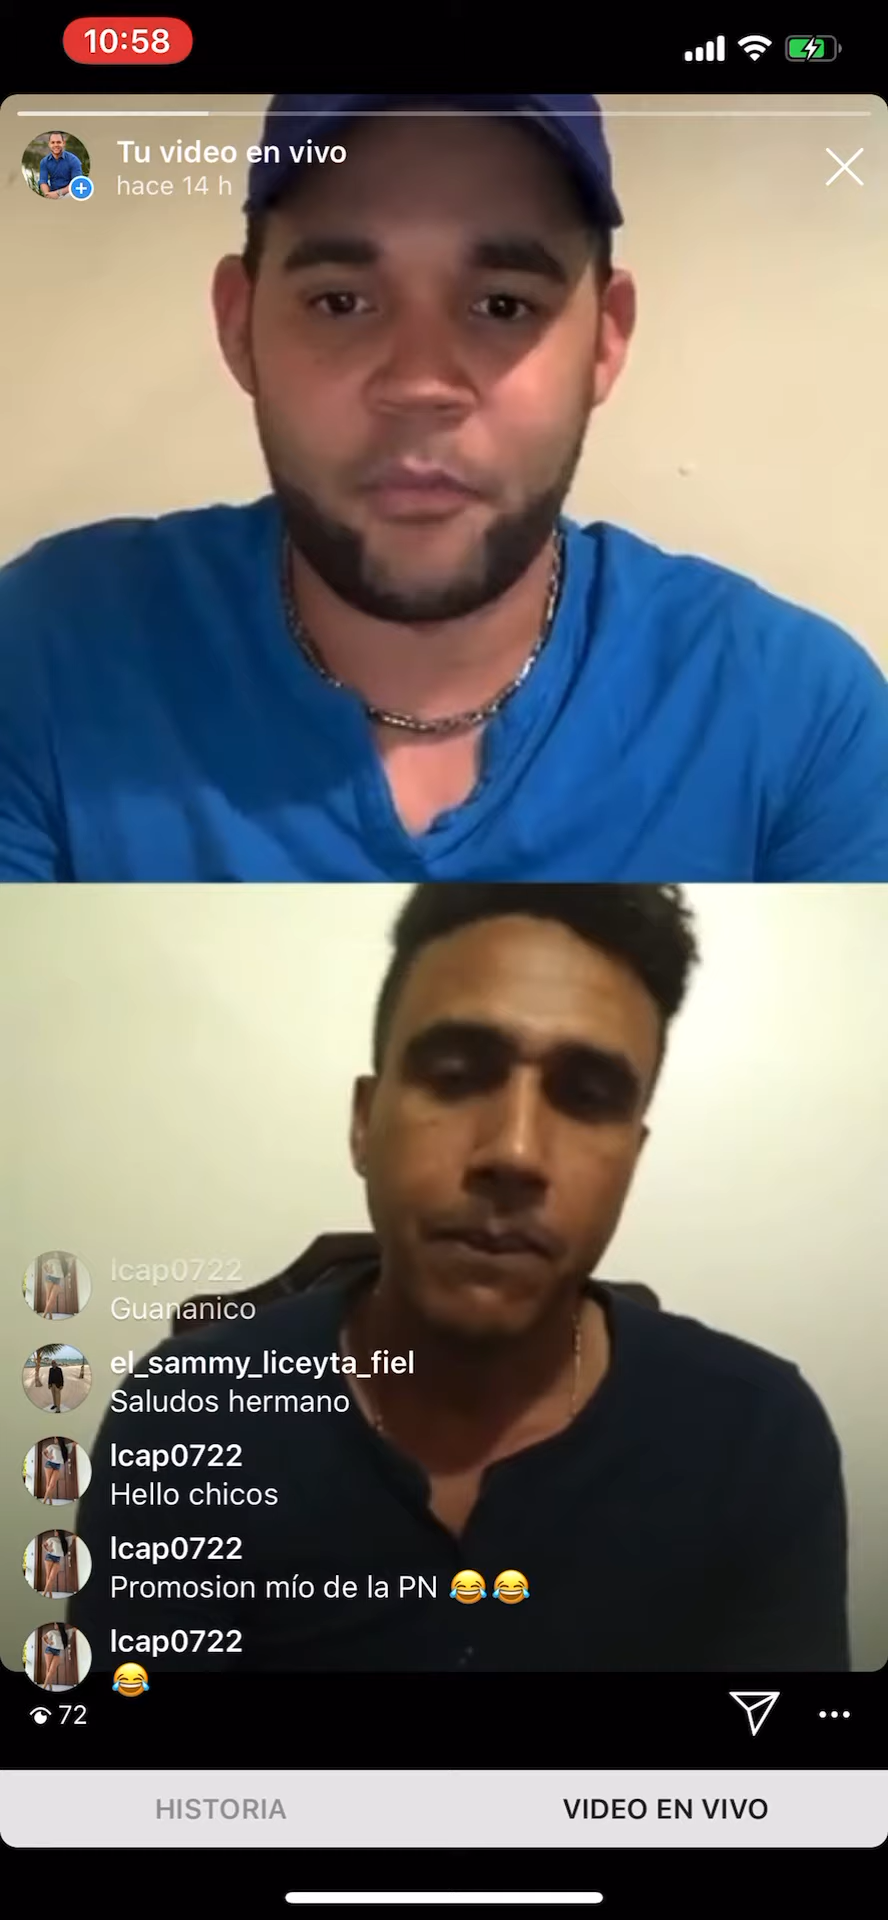 10:58
Tu video en vivo
hace 14 h
lcap0722
Guananico
el_sammy_liceyta_fiel
Saludos hermano
lcap0722
Hello chicos
lcap0722
Promosion mío de la PN 😂😂
lcap0722
😂
72
HISTORIA
VIDEO EN VIVO